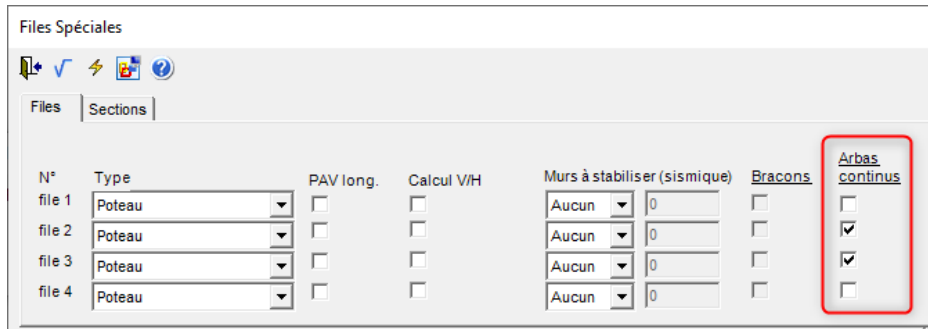 Files Spéciales
Files Sections
N° Type PAV long. Calcul V/H Murs à stabiliser (sismique) Bracons Arbas continus
file 1 Poteau Aucun 0
file 2 Poteau Aucun 0
file 3 Poteau Aucun 0
file 4 Poteau Aucun 0